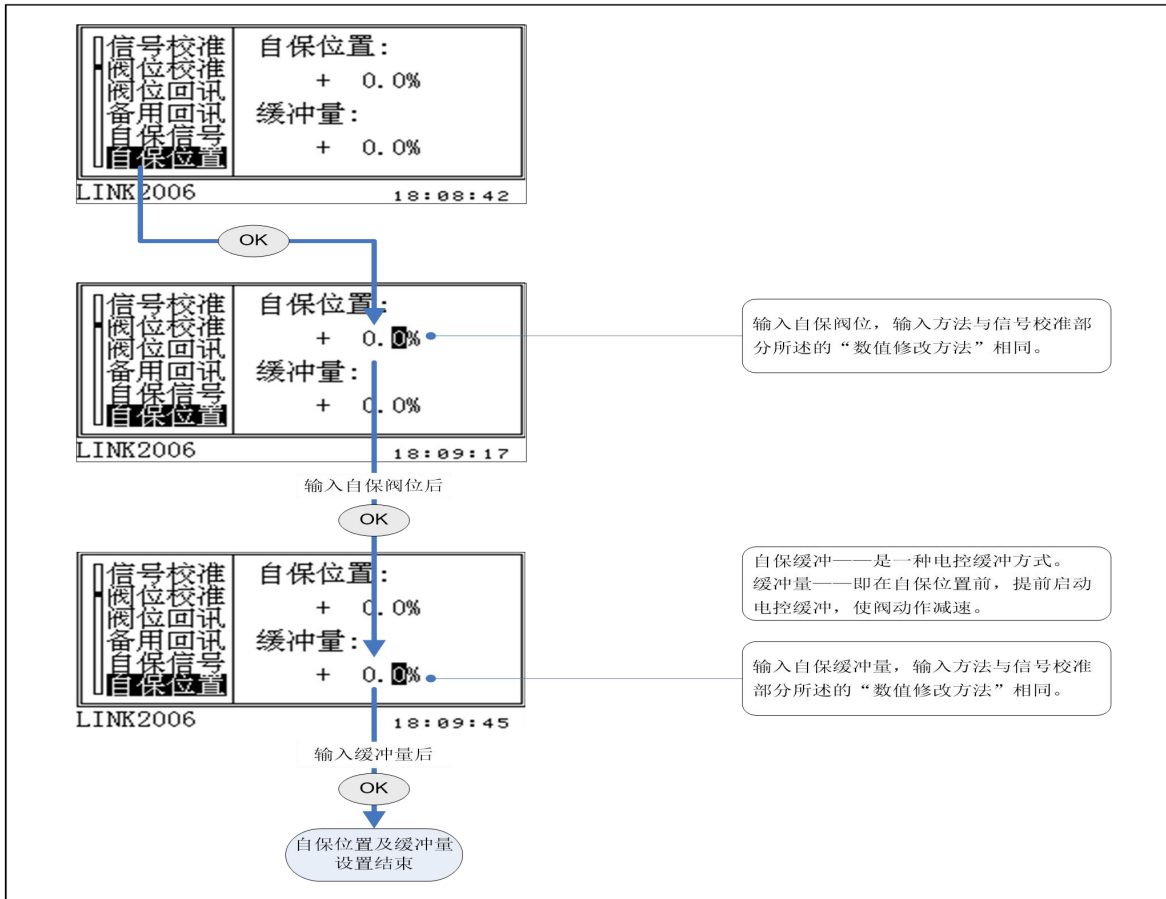 信号校准
阀位校准
阀位回讯
备用回讯
自保信号
自保位置
自保位置:
+ 0.0%
缓冲量:
+ 0.0%
LINK2006 18:08:42
OK
信号校准
阀位校准
阀位回讯
备用回讯
自保信号
自保位置
自保位置:
+ 0.0%
缓冲量:
+ 0.0%
LINK2006 18:09:17
输入自保阀位,输入方法与信号校准部
分所述的“数值修改方法”相同。
输入自保阀位后
OK
信号校准
阀位校准
阀位回讯
备用回讯
自保信号
自保位置
自保位置:
+ 0.0%
缓冲量:
+ 0.0%
LINK2006 18:09:45
自保缓冲——是一种电控缓冲方式。
缓冲量——即在自保位置前,提前启动
电控缓冲,使阀动作减速。
输入自保缓冲量,输入方法与信号校准
部分所述的“数值修改方法”相同。
输入缓冲量后
OK
自保位置及缓冲量
设置结束